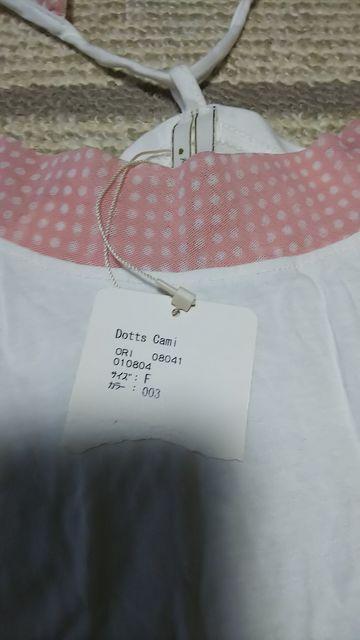 Dotts Cami
ORI 08041
010804
ｻｲｽﾞ: F
ｶﾗｰ : 003